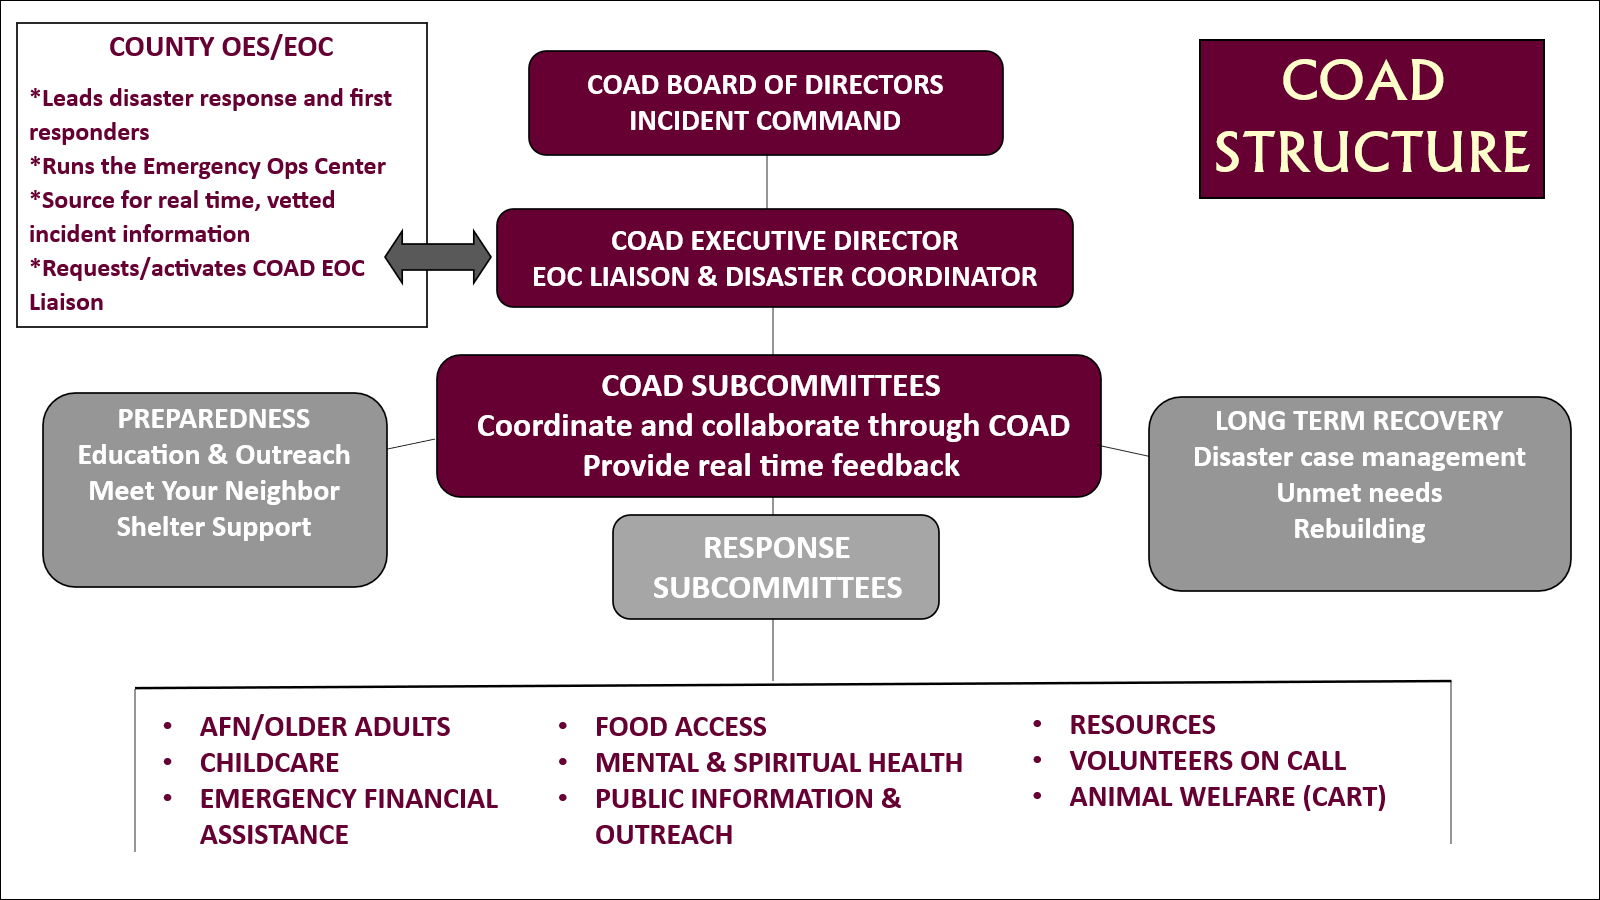 COUNTY OES/EOC
*Leads disaster response and first
responders
*Runs the Emergency Ops Center
*Source for real time, vetted
incident information
*Requests/activates COAD EOC
Liaison
COAD BOARD OF DIRECTORS
INCIDENT COMMAND
COAD
STRUCTURE
COAD EXECUTIVE DIRECTOR
EOC LIAISON & DISASTER COORDINATOR
COAD SUBCOMMITTEES
Coordinate and collaborate through COAD
Provide real time feedback
PREPAREDNESS
Education & Outreach
Meet Your Neighbor
Shelter Support
LONG TERM RECOVERY
Disaster case management
Unmet needs
Rebuilding
RESPONSE
SUBCOMMITTEES
• AFN/OLDER ADULTS
• CHILDCARE
• EMERGENCY FINANCIAL
ASSISTANCE
• FOOD ACCESS
• MENTAL & SPIRITUAL HEALTH
• PUBLIC INFORMATION &
OUTREACH
• RESOURCES
• VOLUNTEERS ON CALL
• ANIMAL WELFARE (CART)